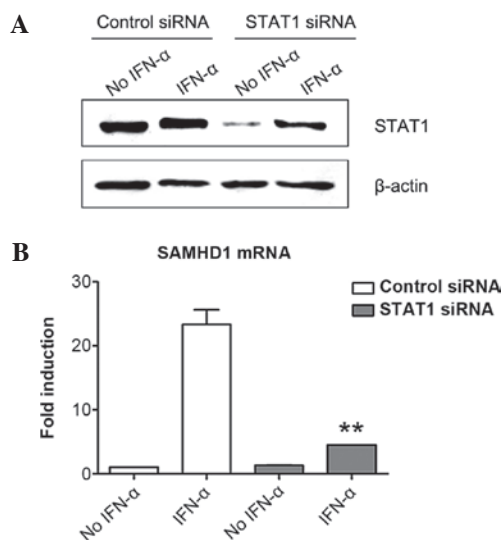 A
Control siRNA STAT1 siRNA
No IFN-α IFN-α No IFN-α IFN-α
STAT1
β-actin
B
SAMHD1 mRNA
Control siRNA
STAT1 siRNA
Fold induction
30
20
10
0
**
No IFN-α IFN-α No IFN-α IFN-α